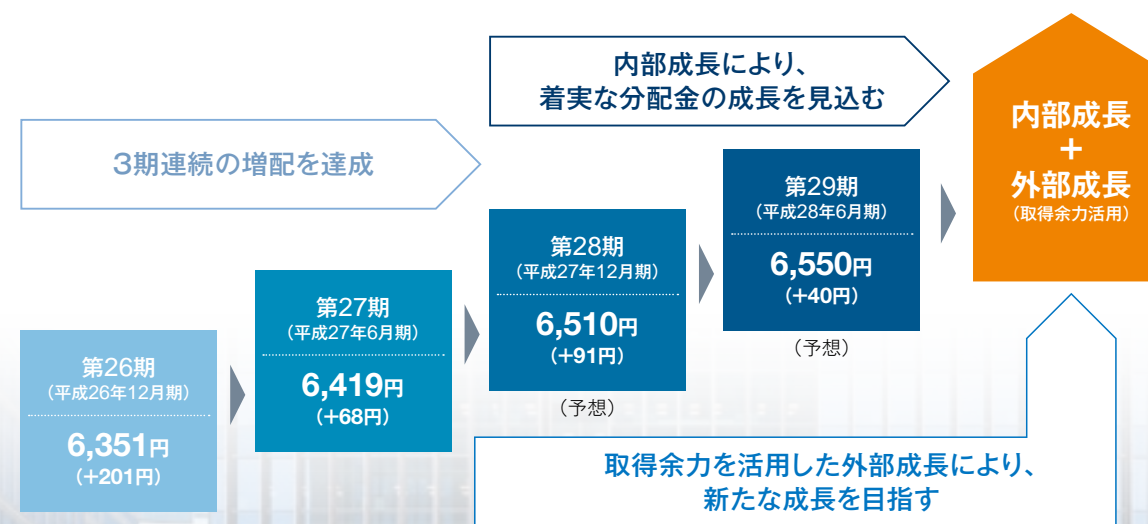 内部成長により、
着実な分配金の成長を見込む
3期連続の増配を達成
第26期
（平成26年12月期）
6,351円
（+201円）
第27期
（平成27年6月期）
6,419円
（+68円）
第28期
（平成27年12月期）
6,510円
（+91円）
（予想）
第29期
（平成28年6月期）
6,550円
（+40円）
（予想）
内部成長
+
外部成長
（取得余力活用）
取得余力を活用した外部成長により、
新たな成長を目指す